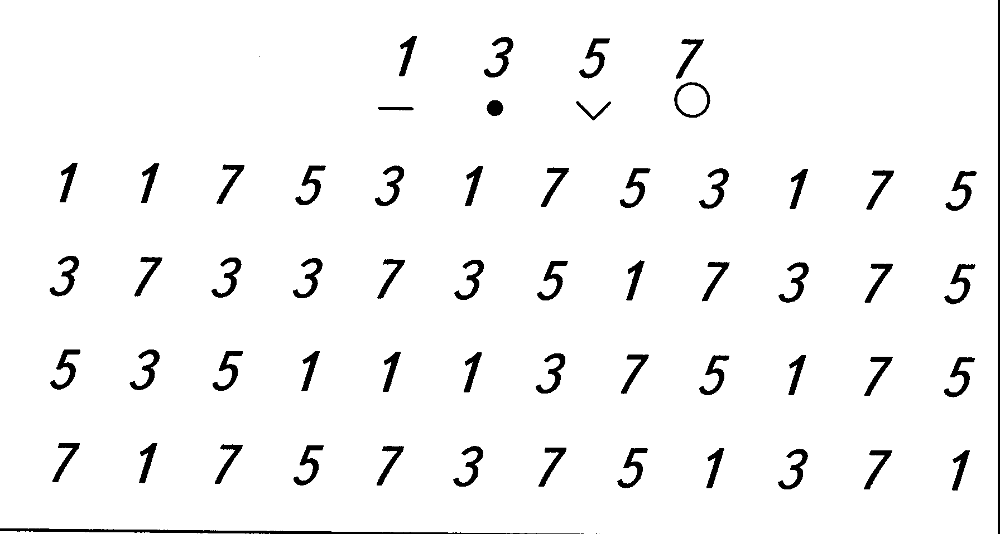 1 3 5 7
— ● ∨ ○
1 1 7 5 3 1 7 5 3 1 7 5
3 7 3 3 7 3 5 1 7 3 7 5
5 3 5 1 1 1 3 7 5 1 7 5
7 1 7 5 7 3 7 5 1 3 7 1